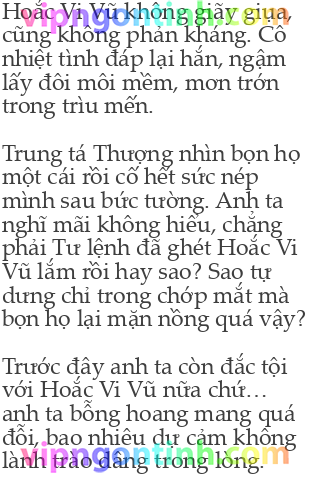 Hoắc Vi Vũ không giãy giụa,
cũng không phản kháng. Cô
nhiệt tình đáp lại hắn, ngậm
lấy đôi môi mềm, mơn trớn
trong trìu mến.
Trung tá Thượng nhìn bọn họ
một cái rồi cố hết sức nép
mình sau bức tường. Anh ta
nghĩ mãi không hiểu, chẳng
phải Tư lệnh đã ghét Hoắc Vi
Vũ lắm rồi hay sao? Sao tự
dưng chỉ trong chớp mắt mà
bọn họ lại mặn nồng quá vậy?
Trước đây anh ta còn đắc tội
với Hoắc Vi Vũ nữa chứ…
anh ta bỗng hoang mang quá
đỗi, bao nhiêu dự cảm không
lành trào dâng trong lòng.
vipngontinh.com
vipngontinh.com